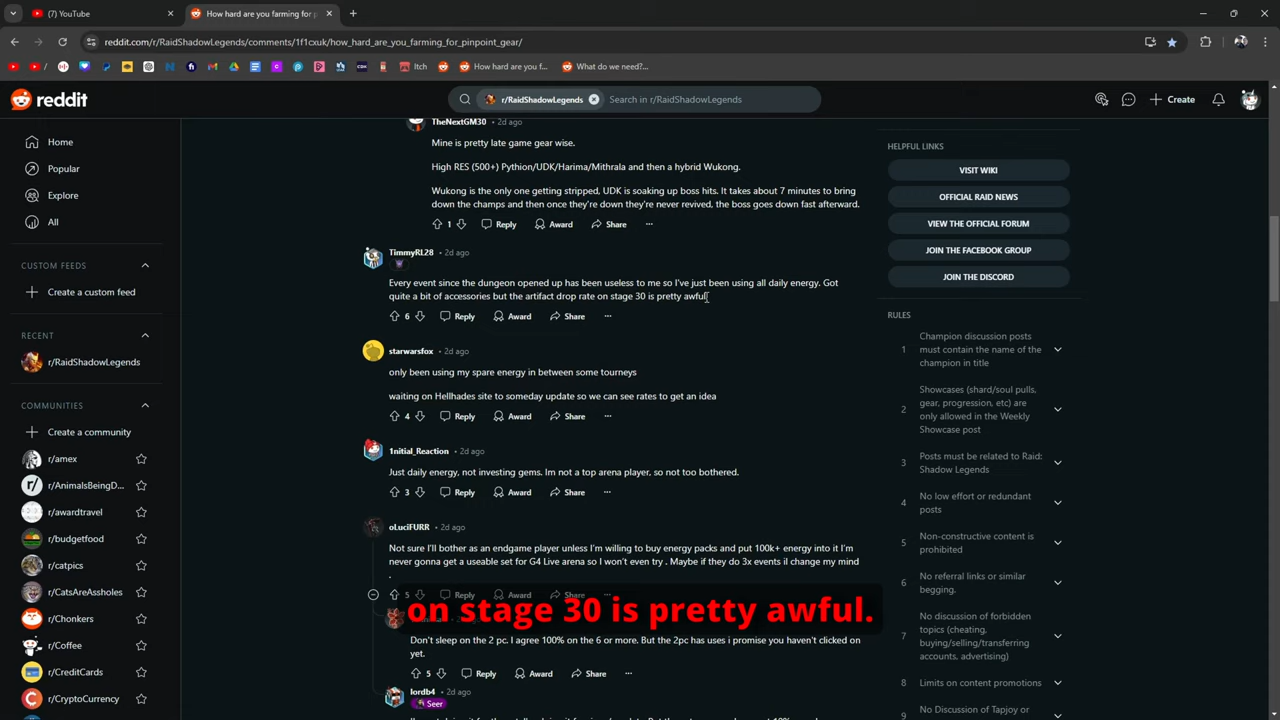 (7) YouTube
How hard are you farming for p
reddit.com/r/RaidShadowLegends/comments/1f1cxuk/how_hard_are_you_farming_for_pinpoint_gear/
Itch
How hard are you f...
What do we need?...
reddit
r/RaidShadowLegends
Search in r/RaidShadowLegends
Create
Home
Popular
Explore
All
CUSTOM FEEDS
Create a custom feed
RECENT
r/RaidShadowLegends
COMMUNITIES
Create a community
r/amex
r/AnimalsBeingD...
r/awardtravel
r/budgetfood
r/catpics
r/CatsAreAssholes
r/Chonkers
r/Coffee
r/CreditCards
r/CryptoCurrency
TheNextGM30 • 2d ago
Mine is pretty late game gear wise.
High RES (500+) Pythion/UDK/Harima/Mithrala and then a hybrid Wukong.
Wukong is the only one getting stripped, UDK is soaking up boss hits. It takes about 7 minutes to bring
down the champs and then once they're down they're never revived, the boss goes down fast afterward.
1 Reply Award Share
TimmyRL28 • 2d ago
Every event since the dungeon opened up has been useless to me so I've just been using all daily energy. Got
quite a bit of accessories but the artifact drop rate on stage 30 is pretty awful
6 Reply Award Share
starwarsfox • 2d ago
only been using my spare energy in between some tourneys
waiting on Hellhades site to someday update so we can see rates to get an idea
4 Reply Award Share
1nitial_Reaction • 2d ago
Just daily energy, not investing gems. Im not a top arena player, so not too bothered.
3 Reply Award Share
oLuciFURR • 2d ago
Not sure I'll bother as an endgame player unless I'm willing to buy energy packs and put 100k+ energy into it I'm
never gonna get a useable set for G4 Live arena so I won't even try . Maybe if they do 3x events il change my mind
.
5 Reply Award Share
on stage 30 is pretty awful.
Don't sleep on the 2 pc. I agree 100% on the 6 or more. But the 2pc has uses i promise you haven't clicked on
yet.
5 Reply Award Share
lordb4 • 2d ago
Seer
HELPFUL LINKS
VISIT WIKI
OFFICIAL RAID NEWS
VIEW THE OFFICIAL FORUM
JOIN THE FACEBOOK GROUP
JOIN THE DISCORD
RULES
1 Champion discussion posts
must contain the name of the
champion in title
2 Showcases (shard/soul pulls,
gear, progression, etc) are
only allowed in the Weekly
Showcase post
3 Posts must be related to Raid:
Shadow Legends
4 No low effort or redundant
posts
5 Non-constructive content is
prohibited
6 No referral links or similar
begging.
7 No discussion of forbidden
topics (cheating,
buying/selling/transferring
accounts, advertising)
8 Limits on content promotions
9 No Discussion of Tapjoy or